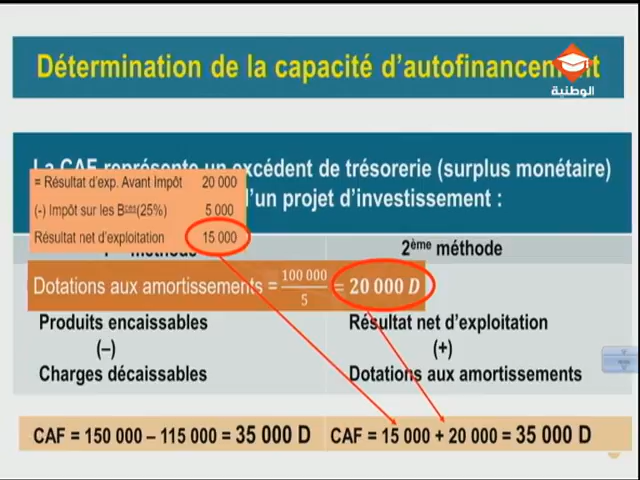 Détermination de la capacité d'autofinancement
الوطنية
La CAF représente un excédent de trésorerie (surplus monétaire)
d'un projet d'investissement :
= Résultat d'exp. Avant Impôt 20 000
(-) Impôt sur les Bces(25%) 5 000
Résultat net d'exploitation 15 000
méthode
2ème méthode
Dotations aux amortissements = 100 000 / 5 = 20 000 D
Produits encaissables
(–)
Charges décaissables
Résultat net d'exploitation
(+)
Dotations aux amortissements
CAF = 150 000 – 115 000 = 35 000 D
CAF = 15 000 + 20 000 = 35 000 D